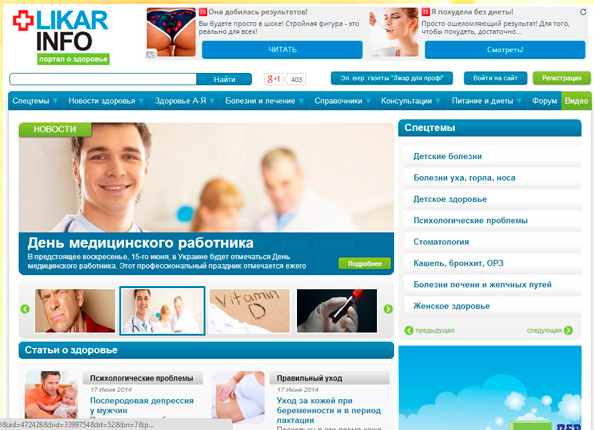 LIKAR
INFO
портал о здоровье
Она добилась результатов!
Вы будете просто в шоке! Стройная фигура - это
реально для всех!
ЧИТАТЬ
Я похудела без диеты!
Просто ошеломляющий результат! Для того,
чтобы похудеть, достаточно...
Смотреть!
Найти
g+1 403
Эл. вер. газеты "Лікар для профі"
Войти на сайт
Регистрация
Спецтемы Новости здоровья Здоровье А-Я Болезни и лечение Справочники Консультации Питание и диеты Форум Видео
НОВОСТИ
День медицинского работника
В предстоящее воскресенье, 15-го июня, в Украине будет отмечаться День
медицинского работника. Этот профессиональный праздник отмечается ежего
Подробнее
Vitamin
D
Спецтемы
Детские болезни
Болезни уха, горла, носа
Детское здоровье
Психологические проблемы
Стоматология
Кашель, бронхит, ОРЗ
Болезни печени и желчных путей
Женское здоровье
предыдущая следующая
Статьи о здоровье
Психологические проблемы
17 Июня 2014
Послеродовая депрессия
у мужчин
Правильный уход
17 Июня 2014
Уход за кожей при
беременности и в период
лактации
0&ad=472428&bid=3399754&bt=52&bn=7&p...